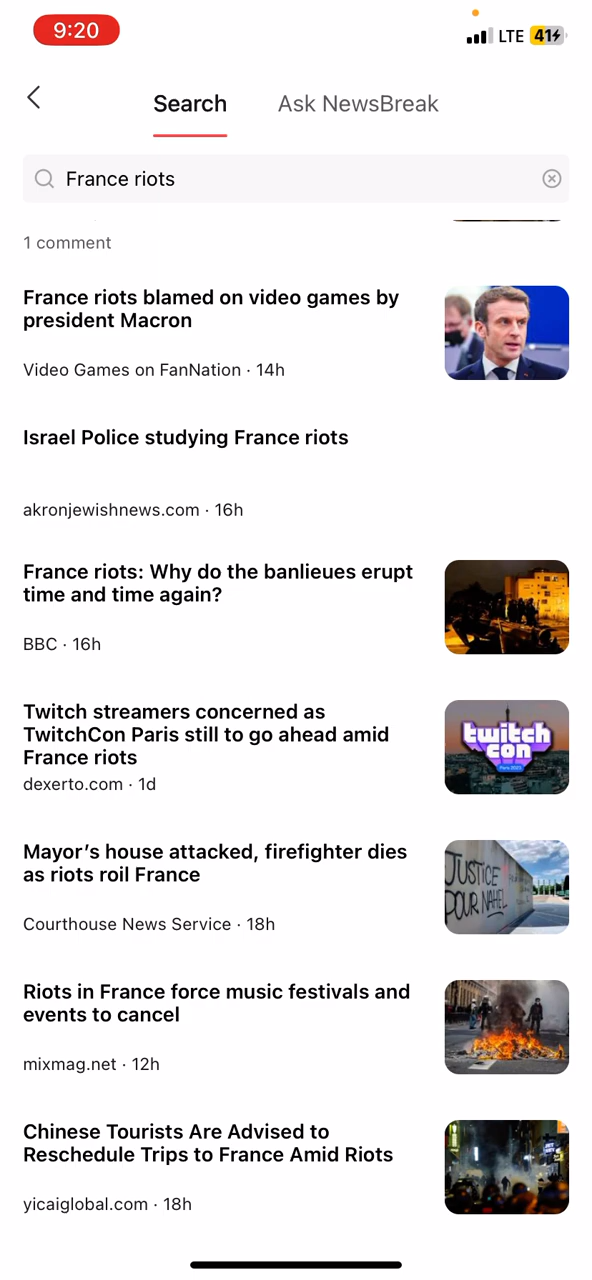 9:20
LTE 41
Search Ask NewsBreak
France riots
1 comment
France riots blamed on video games by
president Macron
Video Games on FanNation · 14h
Israel Police studying France riots
akronjewishnews.com · 16h
France riots: Why do the banlieues erupt
time and time again?
BBC · 16h
Twitch streamers concerned as
TwitchCon Paris still to go ahead amid
France riots
dexerto.com · 1d
twitch
con
Paris 2023
Mayor’s house attacked, firefighter dies
as riots roil France
Courthouse News Service · 18h
JUSTICE
POUR NAHEL
Riots in France force music festivals and
events to cancel
mixmag.net · 12h
Chinese Tourists Are Advised to
Reschedule Trips to France Amid Riots
yicaiglobal.com · 18h